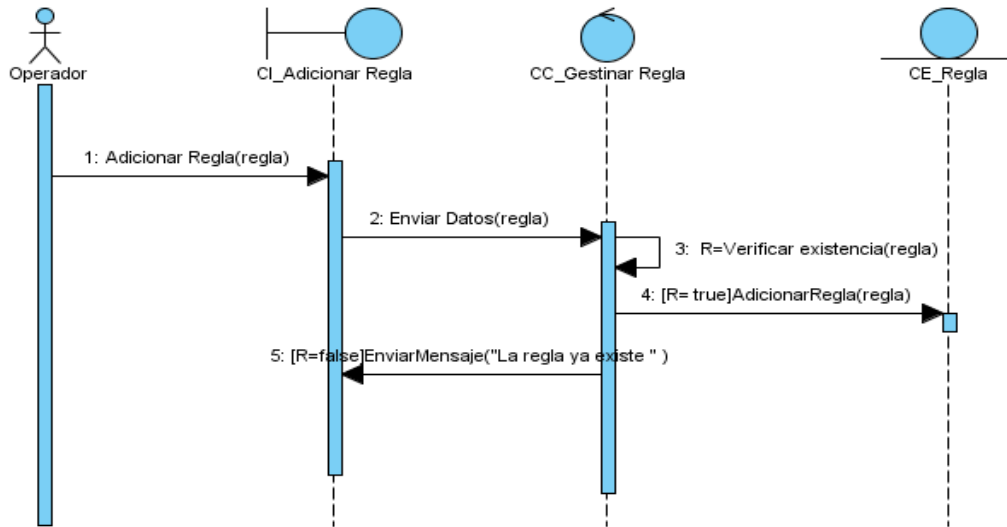 Operador
CI_Adicionar Regla
CC_Gestinar Regla
CE_Regla
1: Adicionar Regla(regla)
2: Enviar Datos(regla)
3: R=Verificar existencia(regla)
4: [R= true]AdicionarRegla(regla)
5: [R=false]EnviarMensaje("La regla ya existe " )